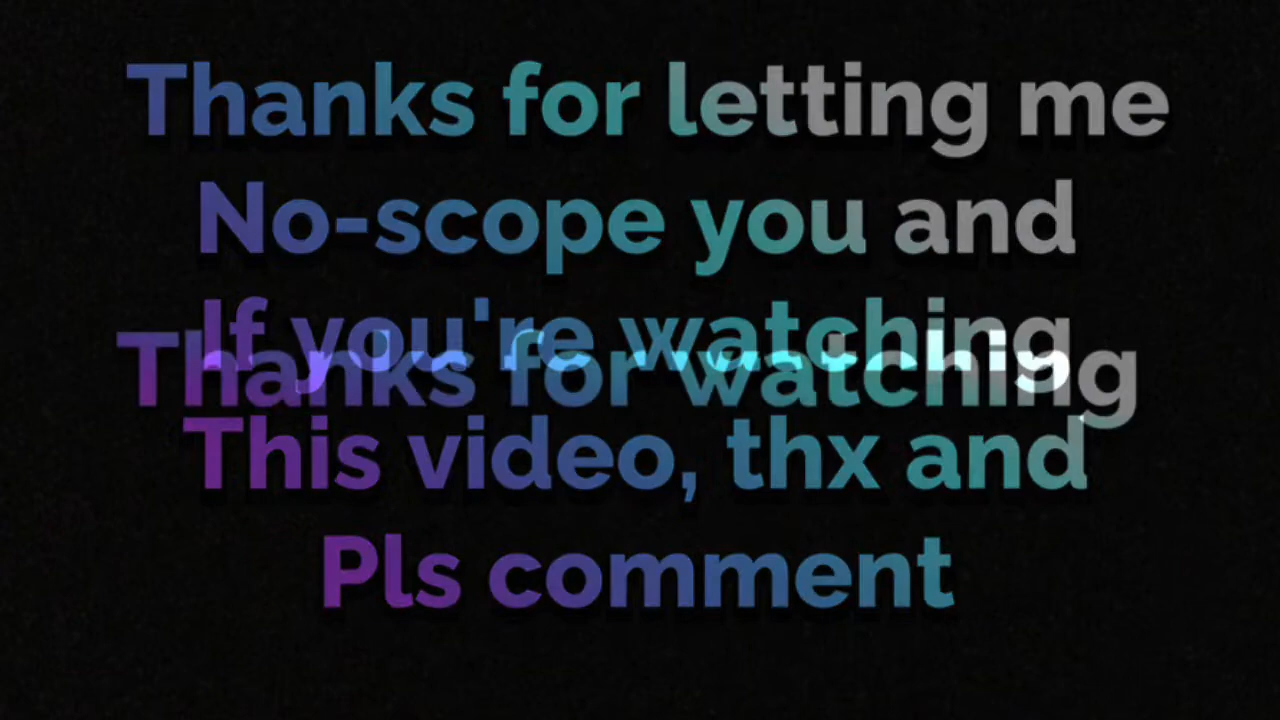 Thanks for letting me
No-scope you and
If you're watching
Thanks for watching
This video, thx and
Pls comment